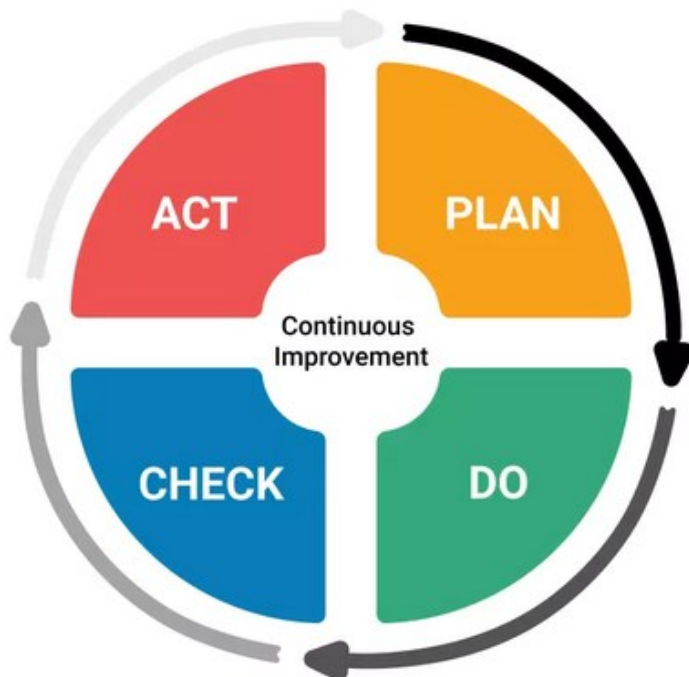 ACT
PLAN
Continuous
Improvement
CHECK
DO